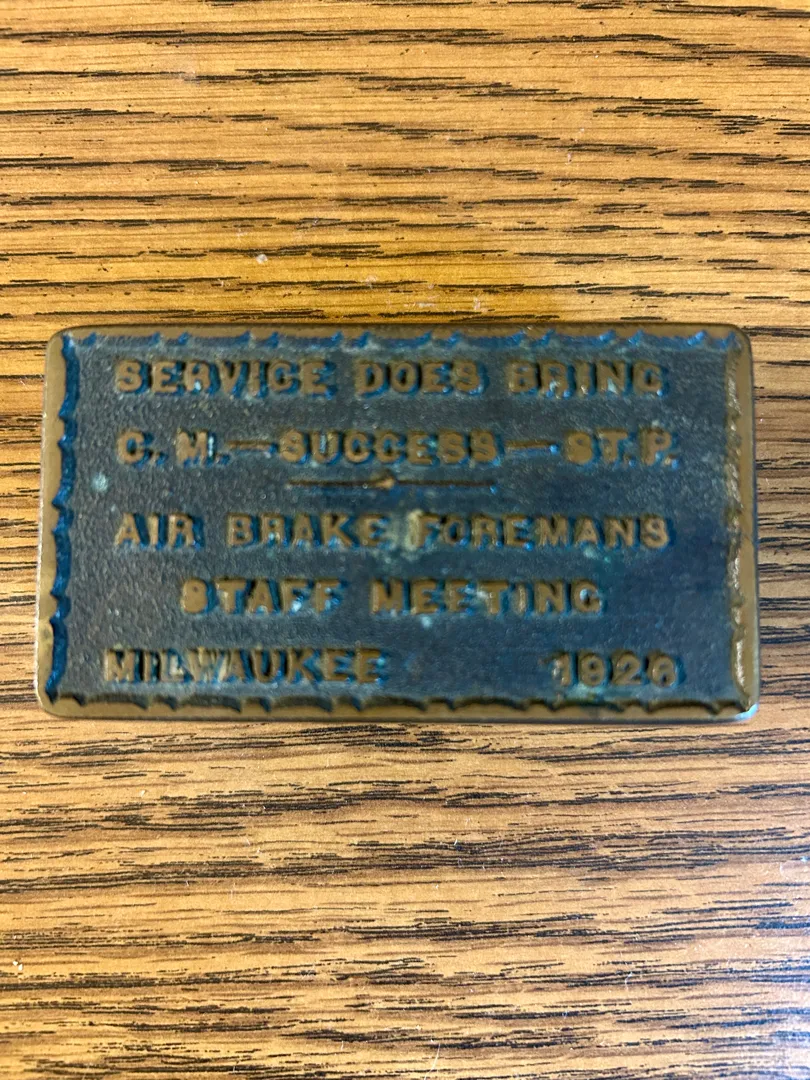 SERVICE DOES BRING
C. M. — SUCCESS — ST. P.
AIR BRAKE FOREMANS
STAFF MEETING
MILWAUKEE 1926